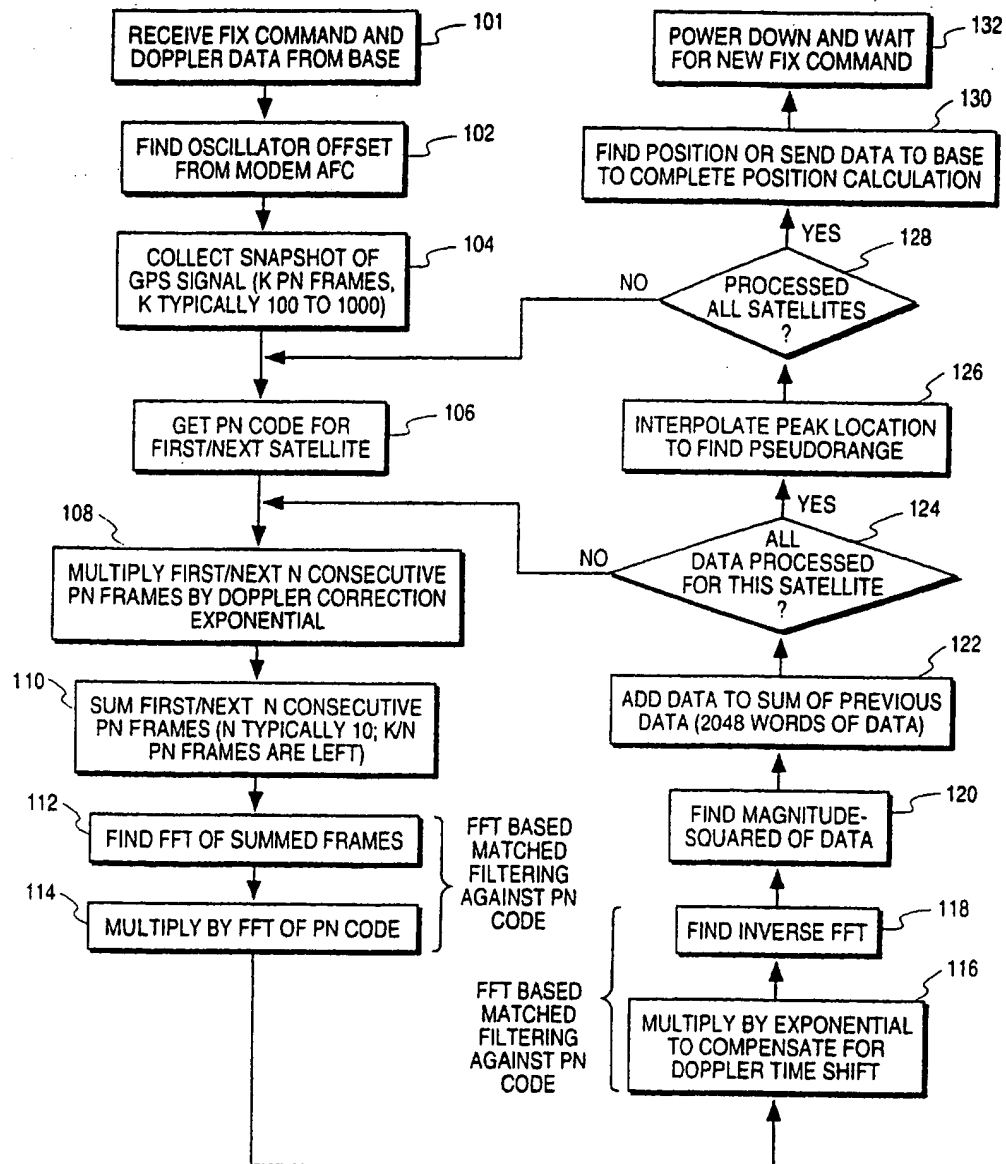 101
RECEIVE FIX COMMAND AND
DOPPLER DATA FROM BASE
102
FIND OSCILLATOR OFFSET
FROM MODEM AFC
104
COLLECT SNAPSHOT OF
GPS SIGNAL (K PN FRAMES,
K TYPICALLY 100 TO 1000)
106
GET PN CODE FOR
FIRST/NEXT SATELLITE
108
MULTIPLY FIRST/NEXT N CONSECUTIVE
PN FRAMES BY DOPPLER CORRECTION
EXPONENTIAL
110
SUM FIRST/NEXT N CONSECUTIVE
PN FRAMES (N TYPICALLY 10; K/N
PN FRAMES ARE LEFT)
112
FIND FFT OF SUMMED FRAMES
114
MULTIPLY BY FFT OF PN CODE
FFT BASED
MATCHED
FILTERING
AGAINST PN
CODE
116
MULTIPLY BY EXPONENTIAL
TO COMPENSATE FOR
DOPPLER TIME SHIFT
118
FIND INVERSE FFT
FFT BASED
MATCHED
FILTERING
AGAINST PN
CODE
120
FIND MAGNITUDE-
SQUARED OF DATA
122
ADD DATA TO SUM OF PREVIOUS
DATA (2048 WORDS OF DATA)
124
ALL
DATA PROCESSED
FOR THIS SATELLITE
?
NO
YES
126
INTERPOLATE PEAK LOCATION
TO FIND PSEUDORANGE
128
PROCESSED
ALL SATELLITES
?
NO
YES
130
FIND POSITION OR SEND DATA TO BASE
TO COMPLETE POSITION CALCULATION
132
POWER DOWN AND WAIT
FOR NEW FIX COMMAND